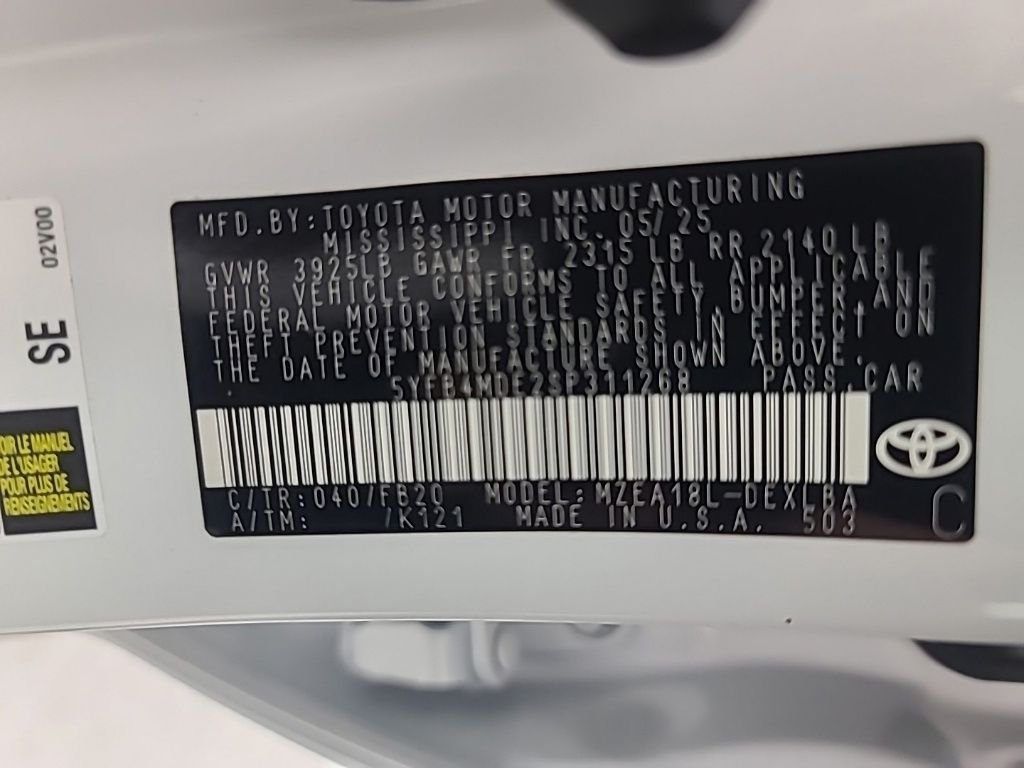 02V00
SE
OIR LE MANUEL
DE L'USAGER
POUR PLUS DE
RENSEIGNEMENTS
MFD.BY:TOYOTA MOTOR MANUFACTURING
MISSISSIPPI INC. 05/25
GVWR 3925LB GAWR FR 2315 LB RR 2140LB
THIS VEHICLE CONFORMS TO ALL APPLICABLE
FEDERAL MOTOR VEHICLE SAFETY,BUMPER,AND
THEFT PREVENTION STANDARDS IN EFFECT ON
THE DATE OF MANUFACTURE SHOWN ABOVE.
5YFB4MDE2SP311268 PASS.CAR
C/TR:040/FB20 MODEL:MZEA18L-DEXLBA
A/TM: /K121 MADE IN U.S.A. 503
C